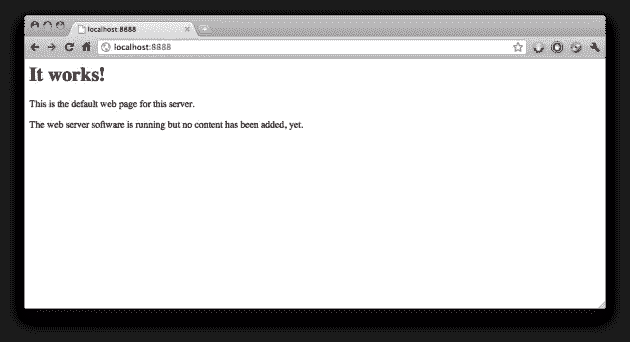 localhost:8888
localhost:8888
It works!
This is the default web page for this server.
The web server software is running but no content has been added, yet.